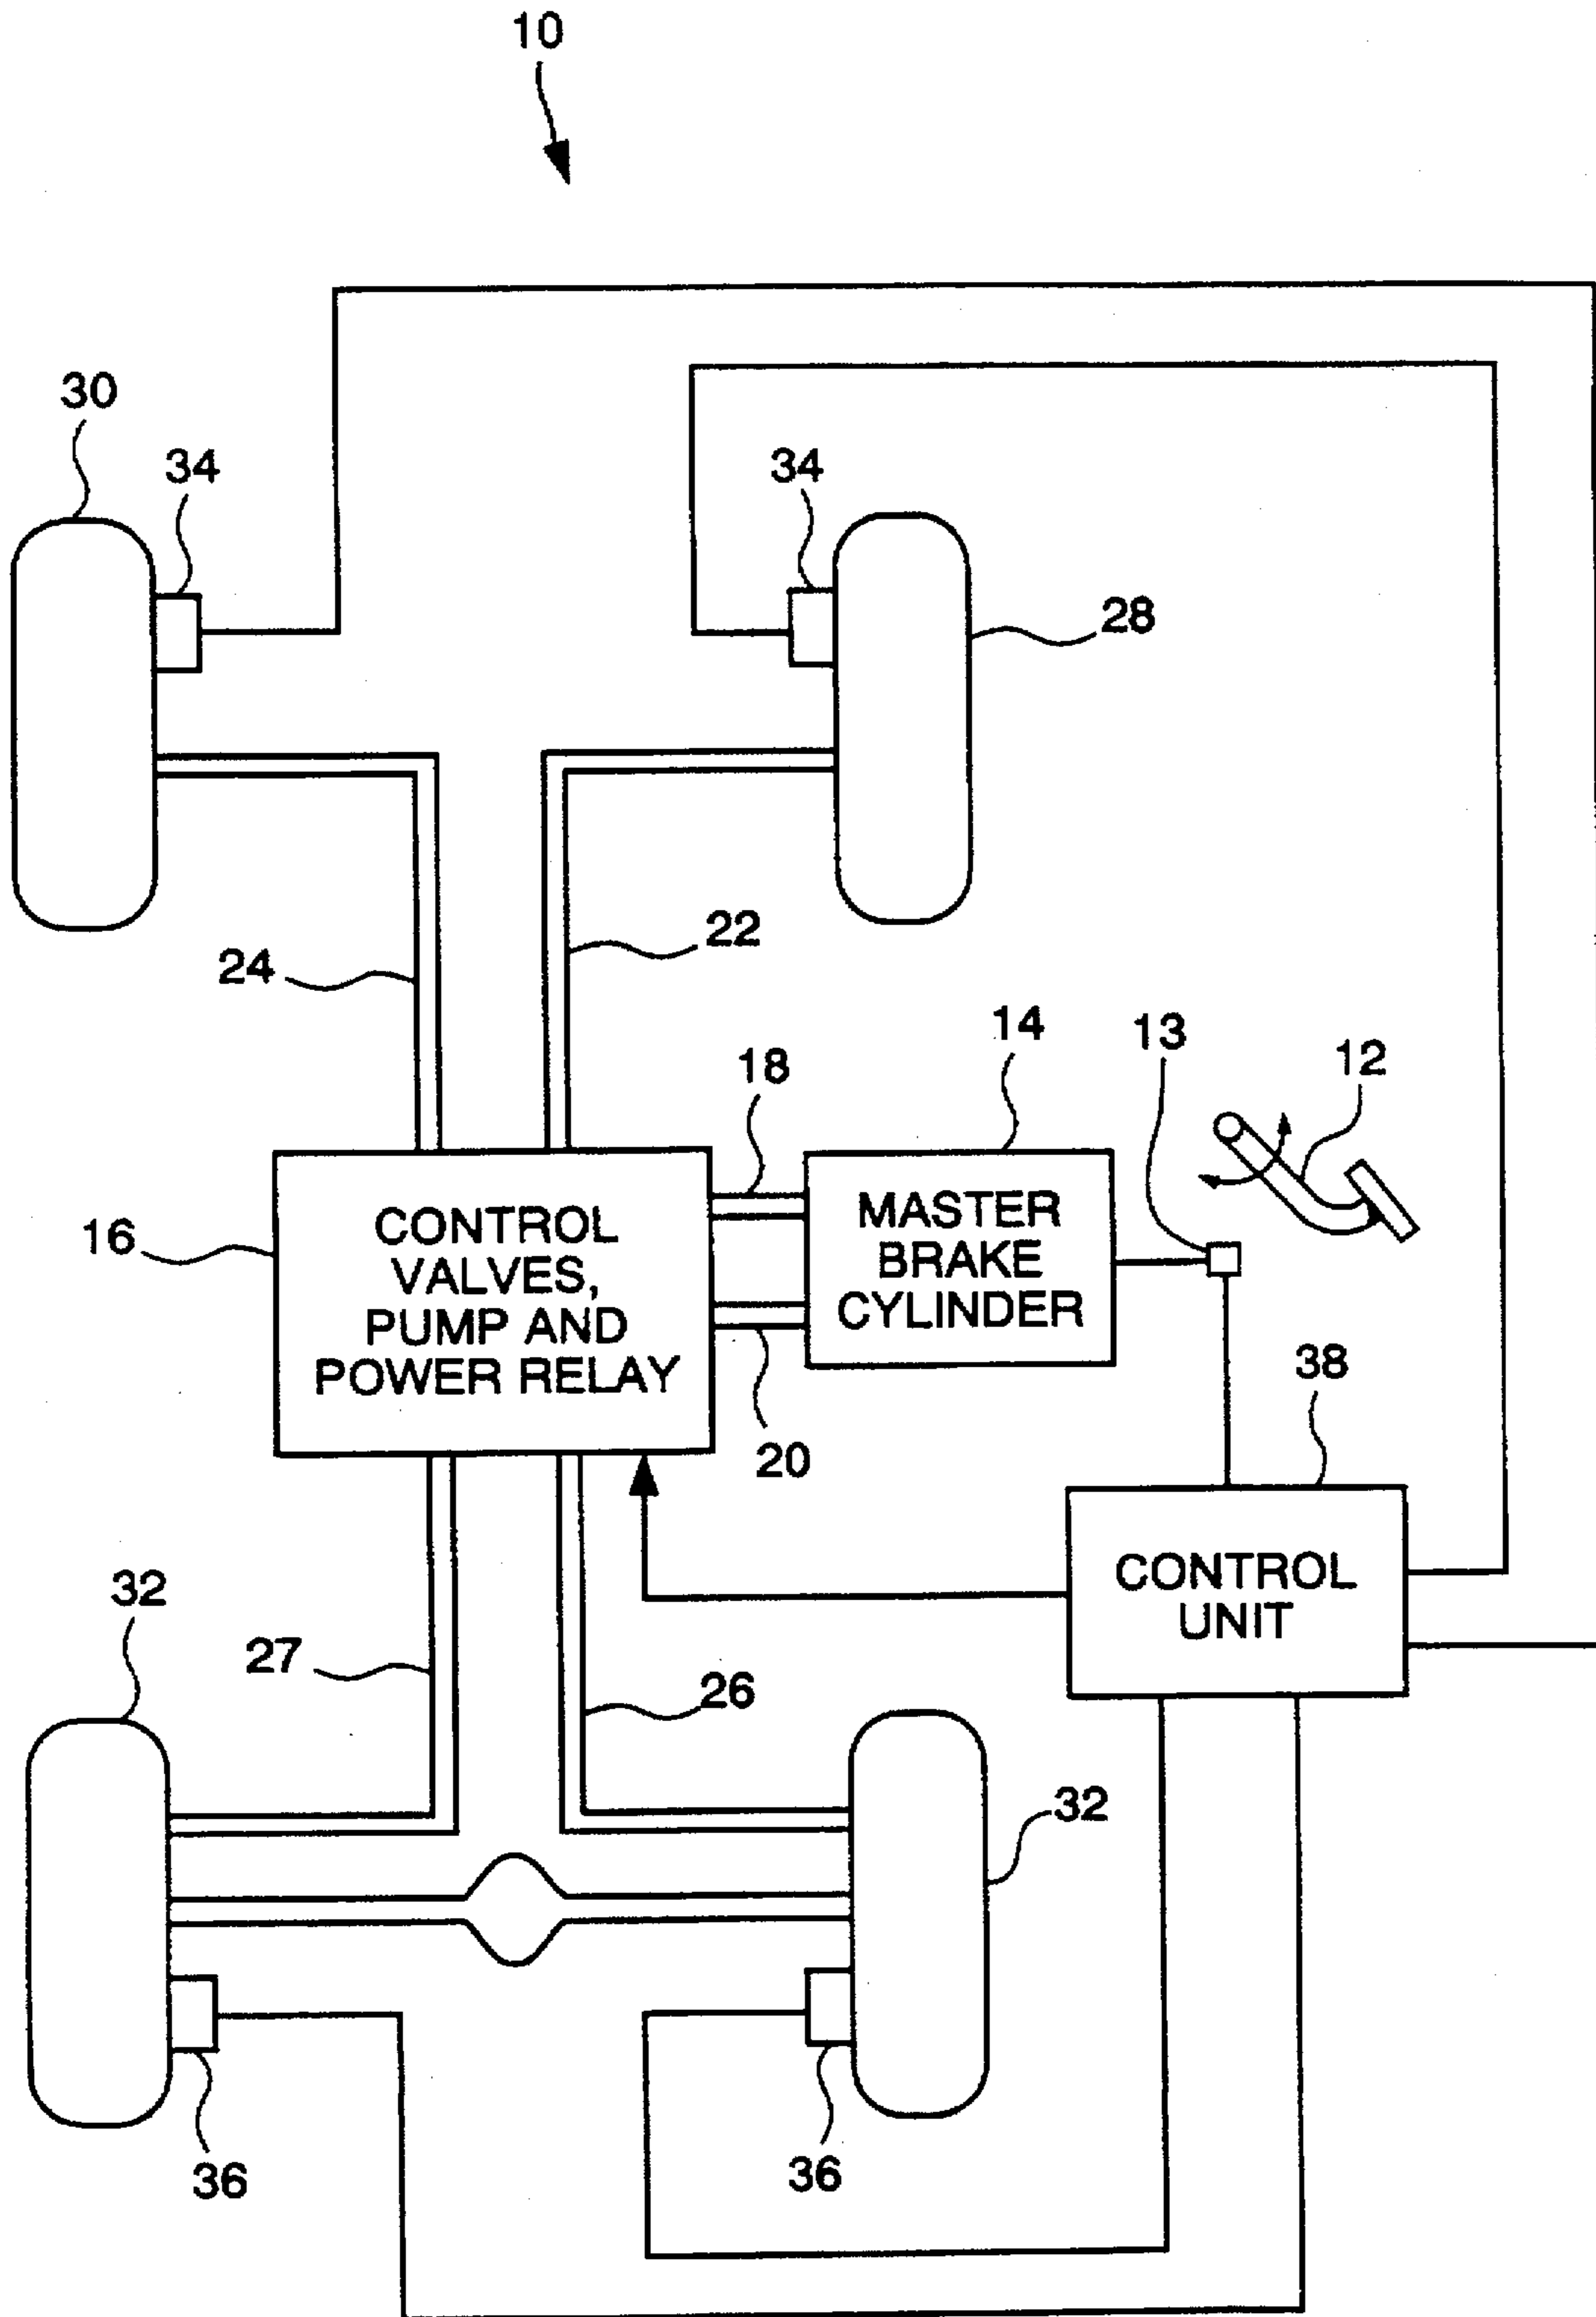 10
30
34
34
28
22
24
14
13
18
12
16
CONTROL
VALVES,
PUMP AND
POWER RELAY
MASTER
BRAKE
CYLINDER
38
20
CONTROL
UNIT
32
27
26
32
36
36